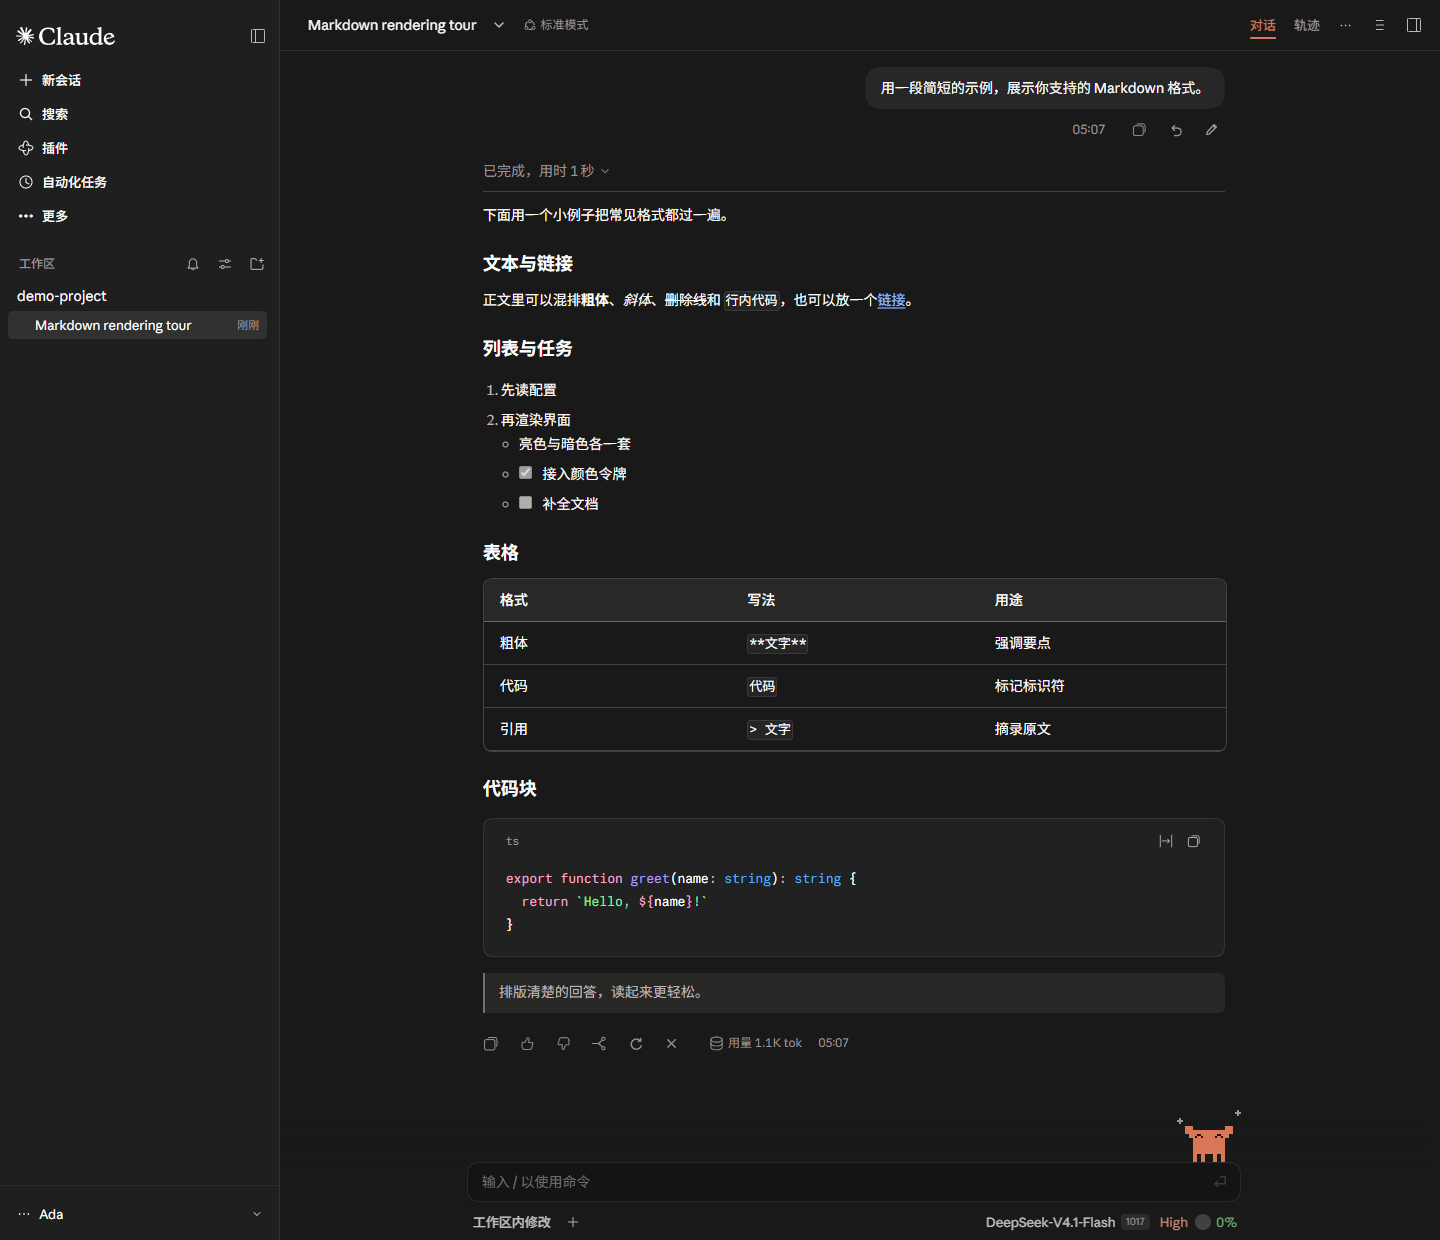 Claude
新会话
搜索
插件
自动化任务
更多
工作区
demo-project
Markdown rendering tour 刚刚
Ada
Markdown rendering tour 标准模式
对话 轨迹
用一段简短的示例，展示你支持的 Markdown 格式。
05:07
已完成，用时 1 秒
下面用一个小例子把常见格式都过一遍。
文本与链接
正文里可以混排粗体、斜体、删除线和 行内代码，也可以放一个链接。
列表与任务
1. 先读配置
2. 再渲染界面
亮色与暗色各一套
接入颜色令牌
补全文档
表格
格式 写法 用途
粗体 **文字** 强调要点
代码 代码 标记标识符
引用 > 文字 摘录原文
代码块
ts
export function greet(name: string): string {
return `Hello, ${name}!`
}
排版清楚的回答，读起来更轻松。
用量 1.1K tok 05:07
输入 / 以使用命令
工作区内修改
DeepSeek-V4.1-Flash 1017 High 0%